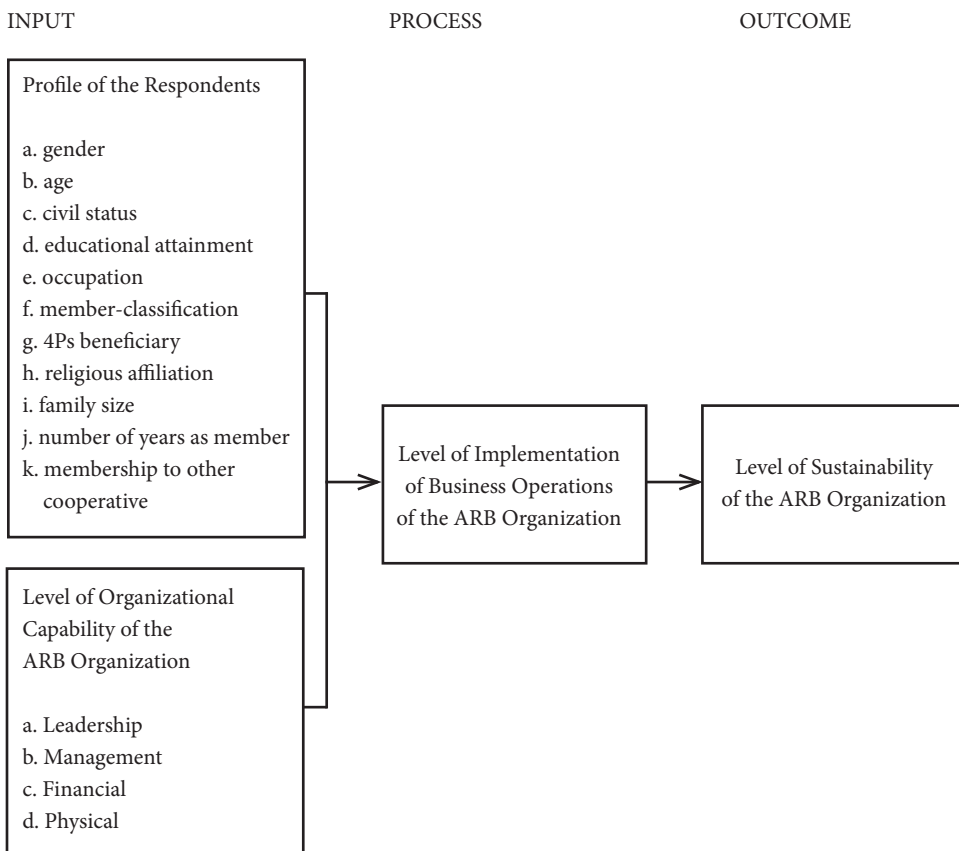 INPUT
PROCESS
OUTCOME
Profile of the Respondents
a. gender
b. age
c. civil status
d. educational attainment
e. occupation
f. member-classification
g. 4Ps beneficiary
h. religious affiliation
i. family size
j. number of years as member
k. membership to other
cooperative
Level of Organizational
Capability of the
ARB Organization
a. Leadership
b. Management
c. Financial
d. Physical
Level of Implementation
of Business Operations
of the ARB Organization
Level of Sustainability
of the ARB Organization